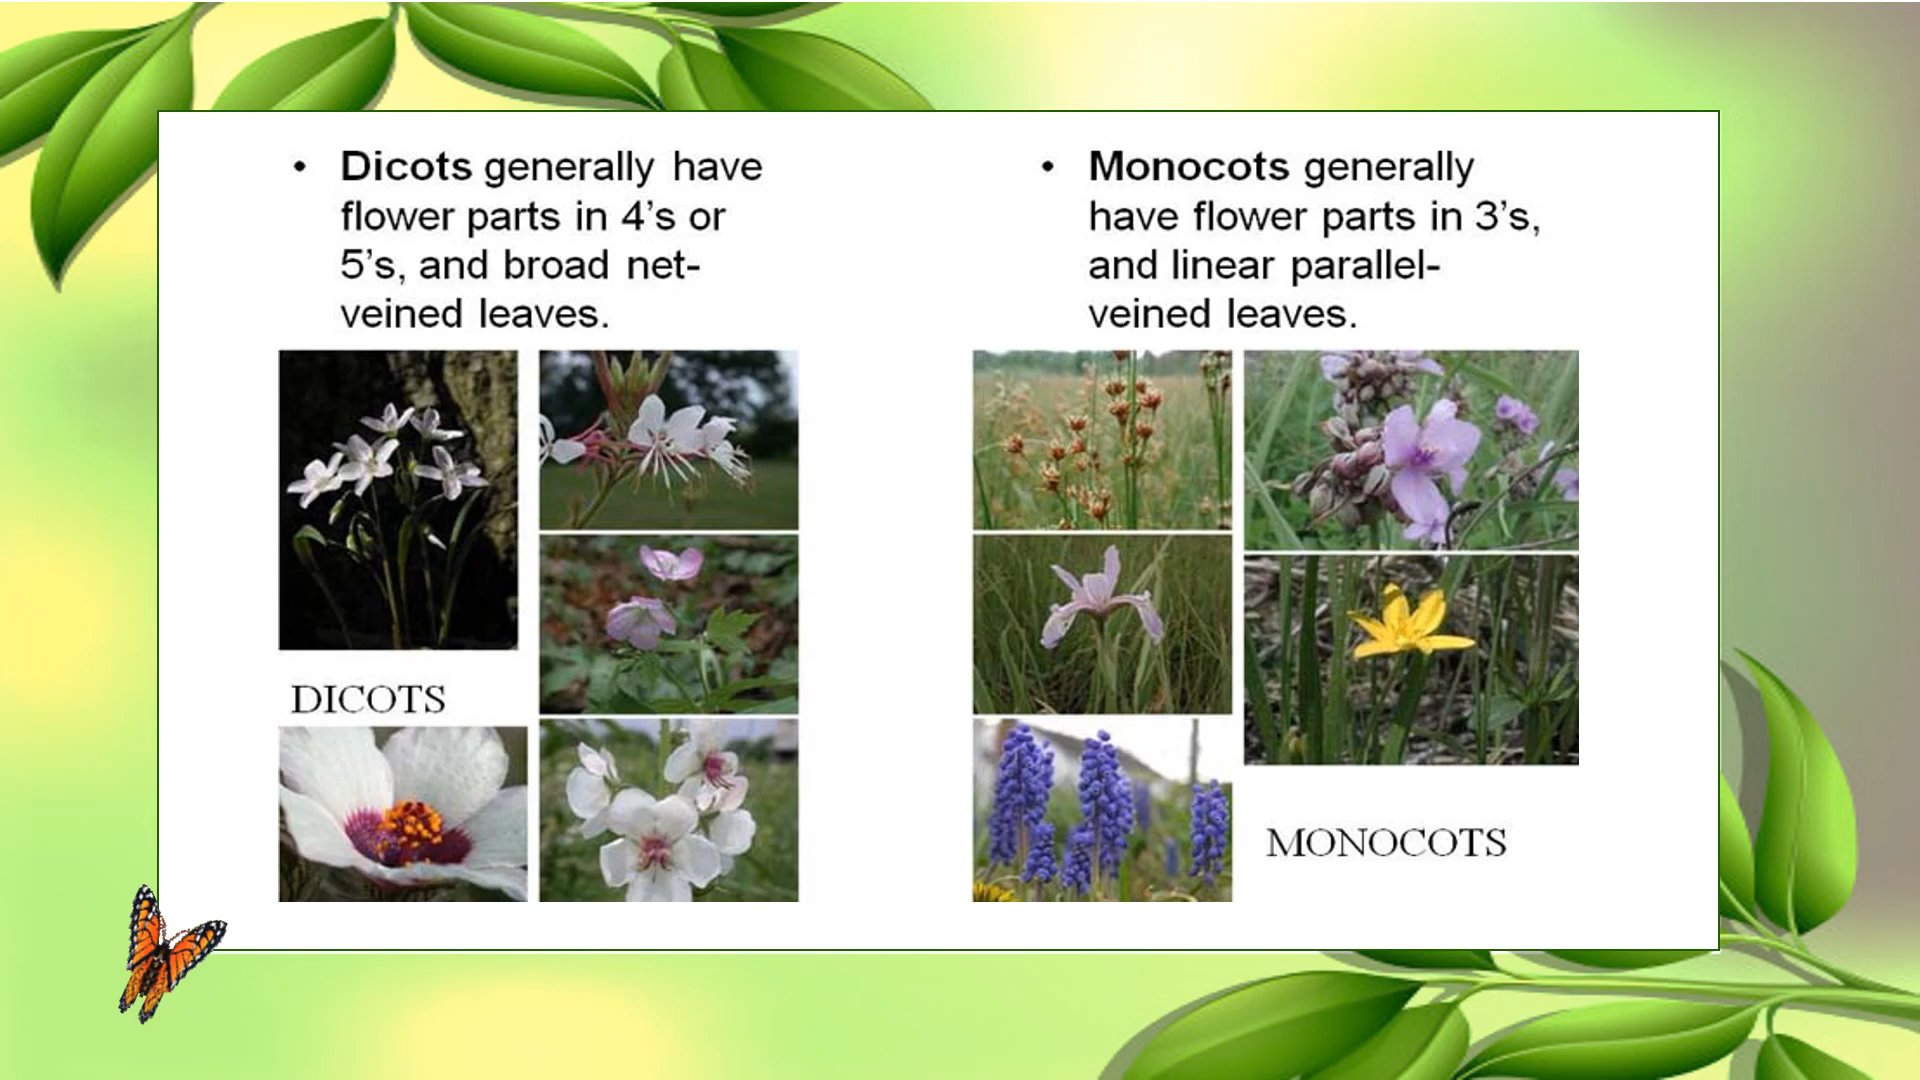 • Dicots generally have
flower parts in 4’s or
5’s, and broad net-
veined leaves.
• Monocots generally
have flower parts in 3’s,
and linear parallel-
veined leaves.
DICOTS
MONOCOTS